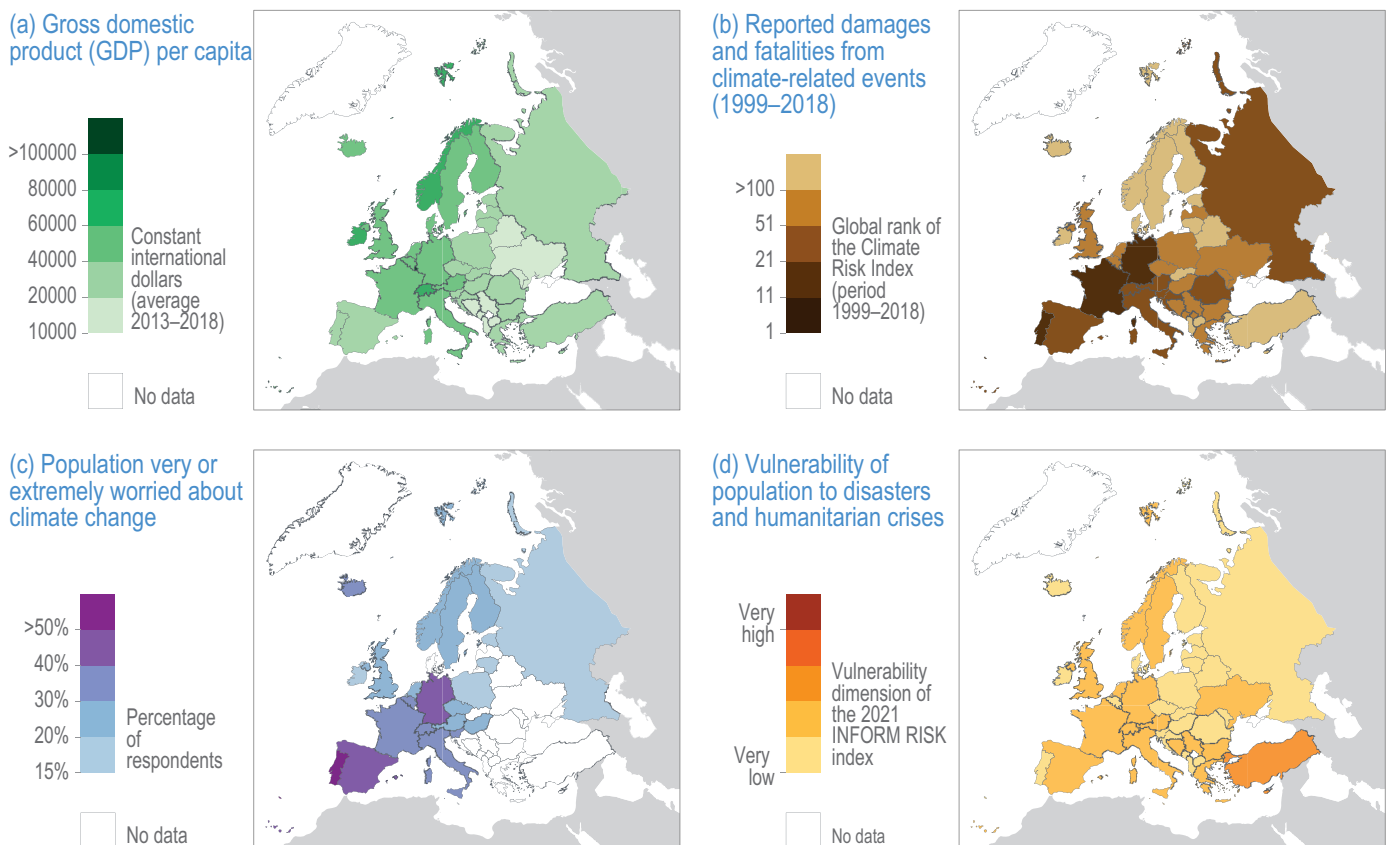 (a) Gross domestic
product (GDP) per capita
>100000
80000
60000
40000
20000
10000
Constant
international
dollars
(average
2013–2018)
No data
(b) Reported damages
and fatalities from
climate-related events
(1999–2018)
>100
51
21
11
1
Global rank of
the Climate
Risk Index
(period
1999–2018)
No data
(c) Population very or
extremely worried about
climate change
>50%
40%
30%
20%
15%
Percentage
of
respondents
No data
(d) Vulnerability of
population to disasters
and humanitarian crises
Very
high
Very
low
Vulnerability
dimension of
the 2021
INFORM RISK
index
No data